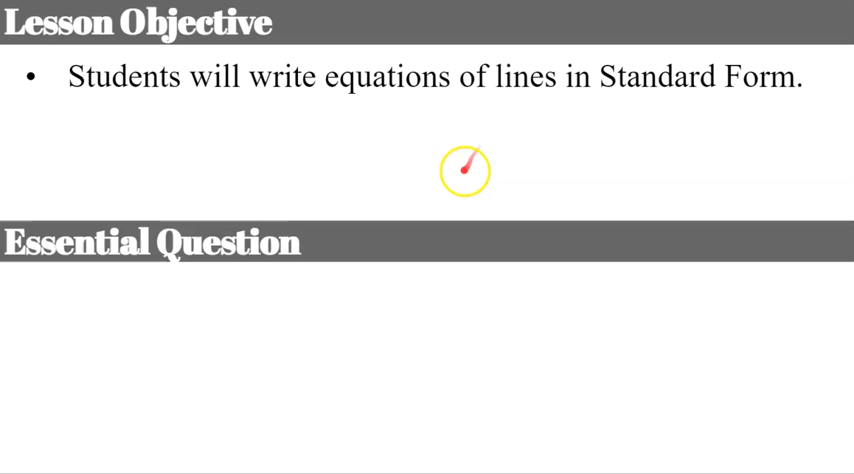 Lesson Objective
• Students will write equations of lines in Standard Form.
Essential Question